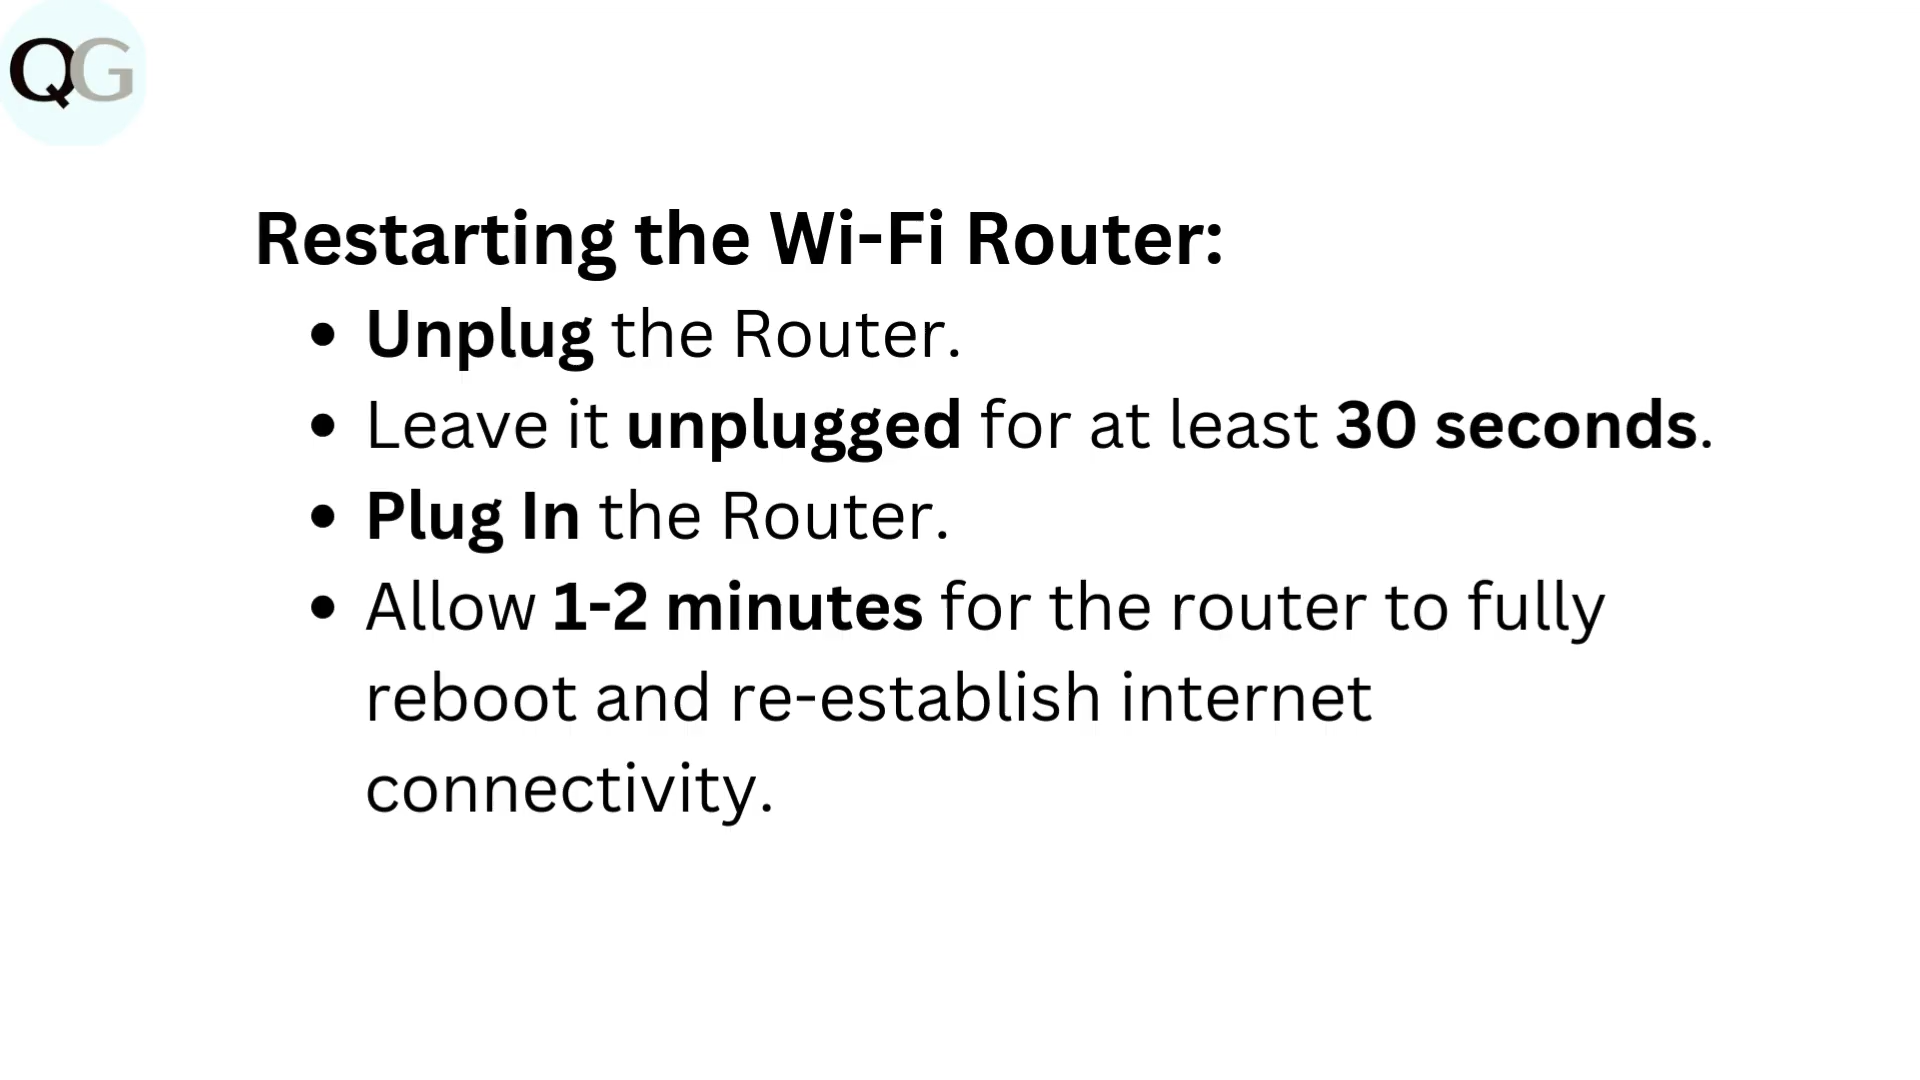 QG
Restarting the Wi-Fi Router:
• Unplug the Router.
• Leave it unplugged for at least 30 seconds.
• Plug In the Router.
• Allow 1-2 minutes for the router to fully
reboot and re-establish internet
connectivity.